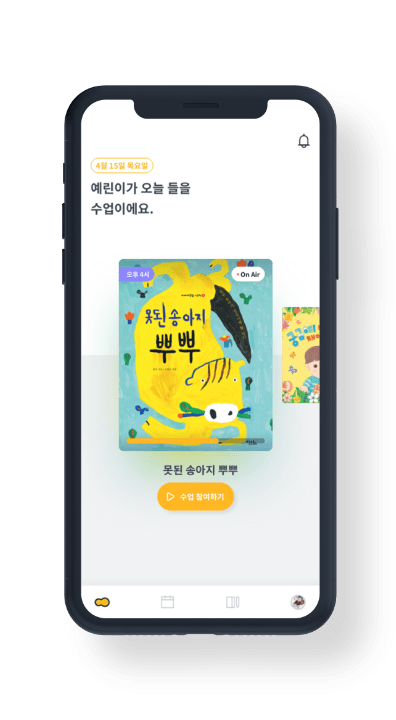 4월 15일 목요일
예린이가 오늘 들을
수업이에요.
오후 4시
On Air
못된 송아지
뿌뿌
못된 송아지 뿌뿌
수업 참여하기